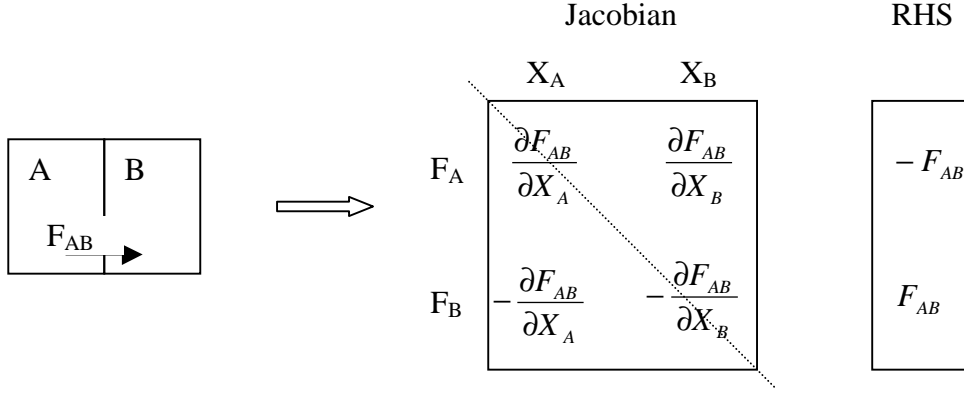 Jacobian RHS
X_A X_B
A B
F_AB
F_A ∂F_AB/∂X_A ∂F_AB/∂X_B − F_AB
F_B −∂F_AB/∂X_A −∂F_AB/∂X_B F_AB